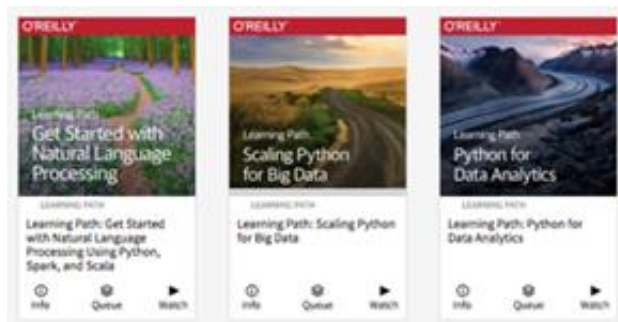 O'REILLY
Learning Path
Get Started with
Natural Language
Processing
LEARNING PATH
Learning Path: Get Started
with Natural Language
Processing Using Python,
Spark, and Scala
Info
Queue
Watch
O'REILLY
Learning Path
Scaling Python
for Big Data
LEARNING PATH
Learning Path: Scaling Python
for Big Data
Info
Queue
Watch
O'REILLY
Learning Path
Python for
Data Analytics
LEARNING PATH
Learning Path: Python for
Data Analytics
Info
Queue
Watch